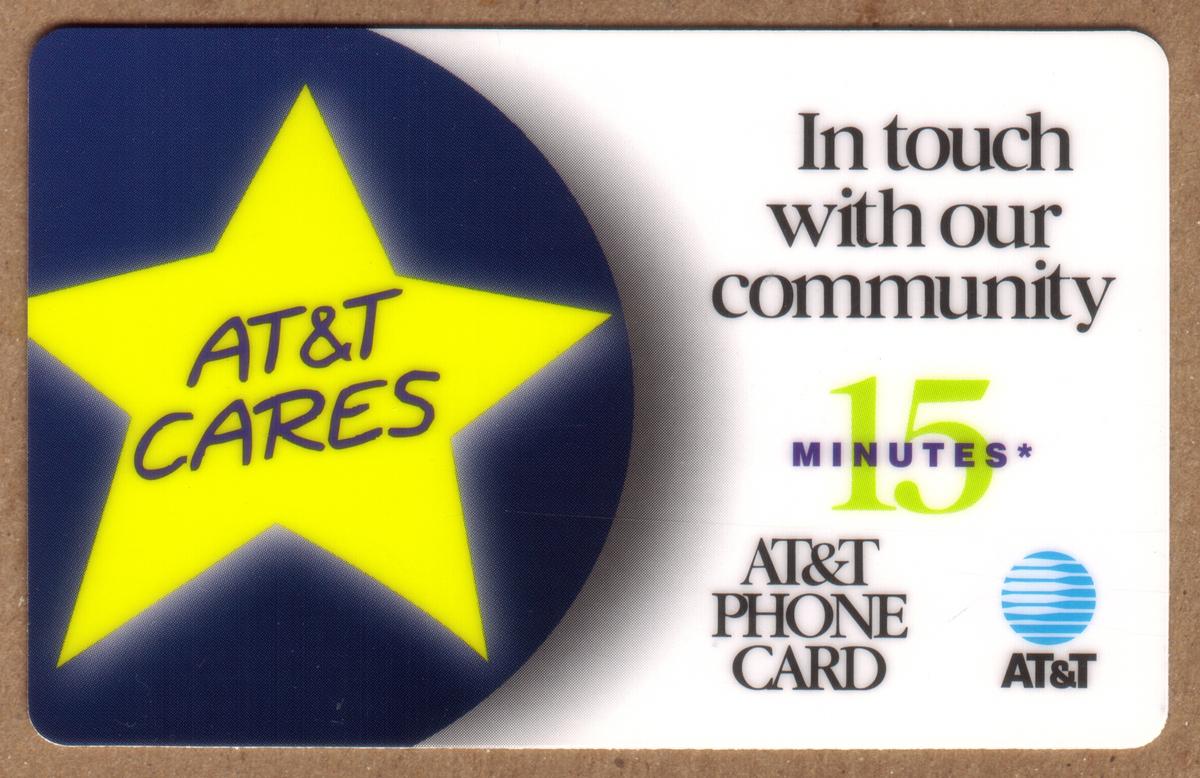 AT&T
CARES
In touch
with our
community
15
MINUTES*
AT&T
PHONE
CARD
AT&T